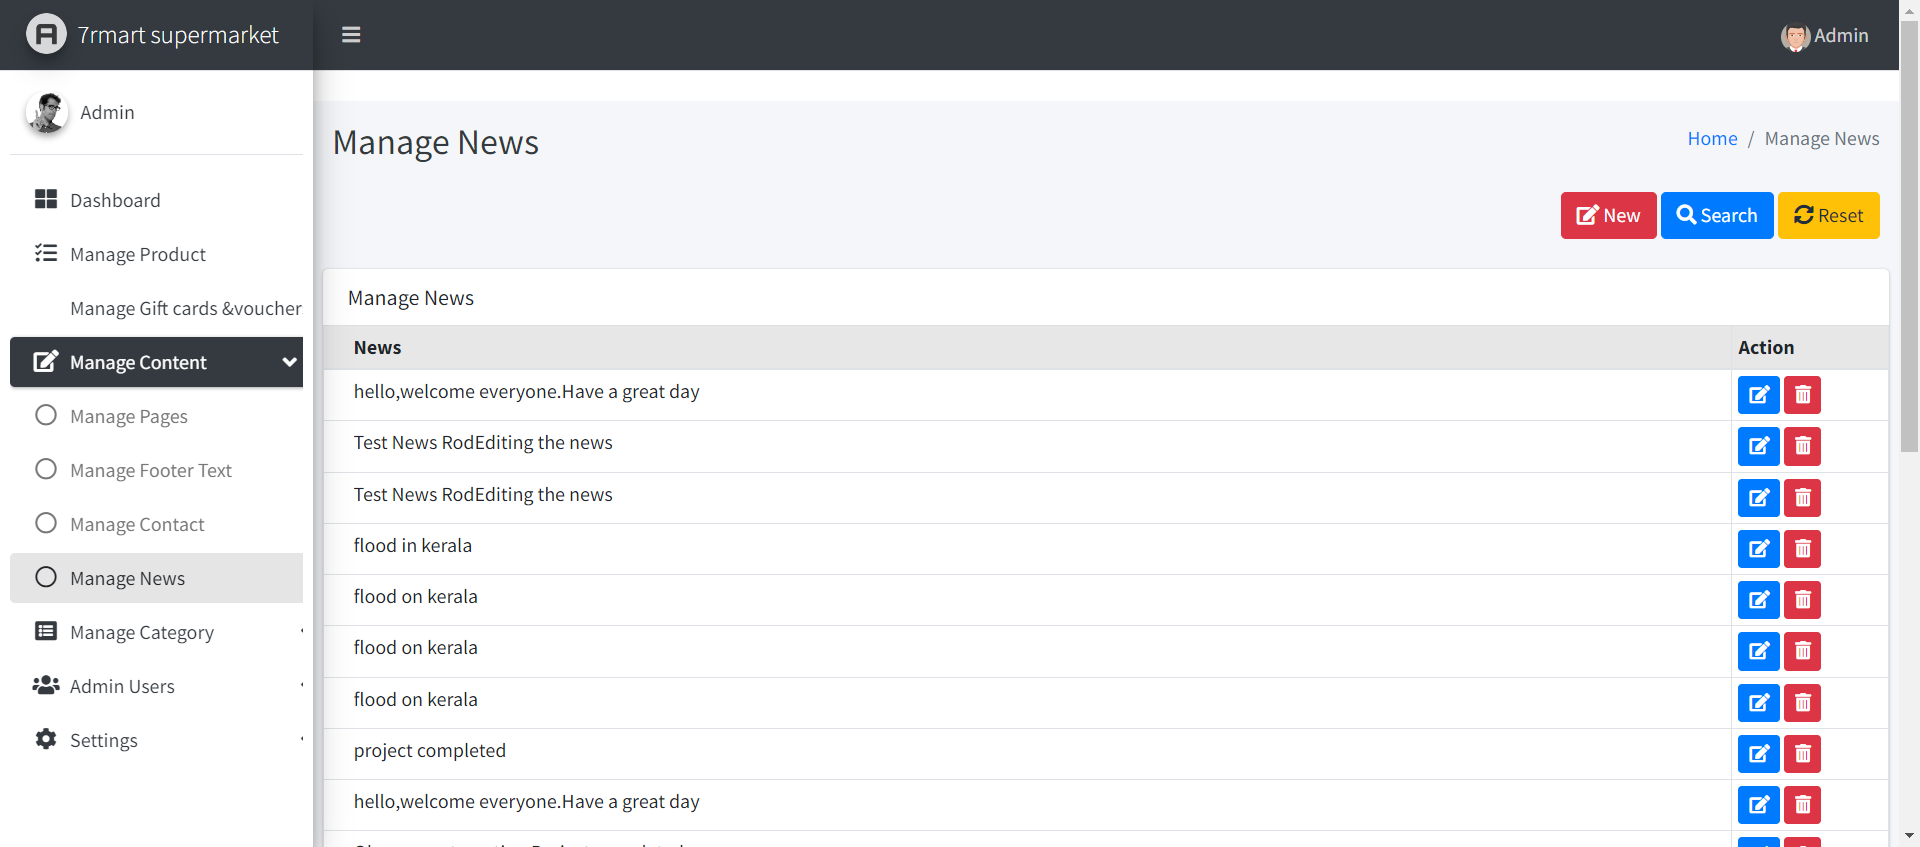 7rmart supermarket
Admin
Admin
Dashboard
Manage Product
Manage Gift cards &voucher
Manage Content
Manage Pages
Manage Footer Text
Manage Contact
Manage News
Manage Category
Admin Users
Settings
Manage News
Home / Manage News
New Search Reset
Manage News
News Action
hello,welcome everyone.Have a great day
Test News RodEditing the news
Test News RodEditing the news
flood in kerala
flood on kerala
flood on kerala
flood on kerala
project completed
hello,welcome everyone.Have a great day